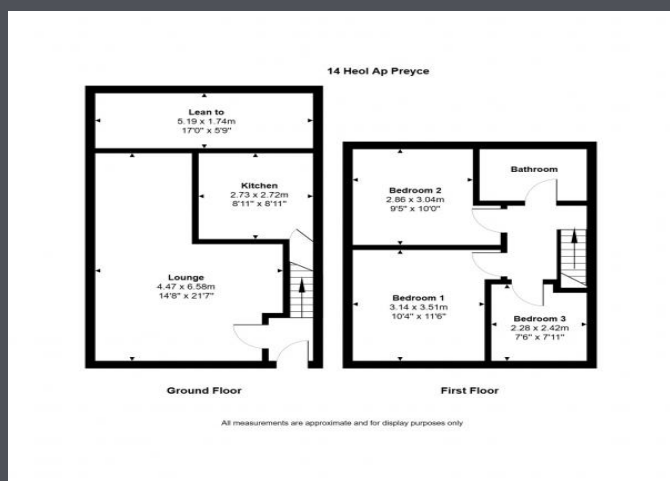 14 Heol Ap Preyce
Lean to
5.19 x 1.74m
17'0" x 5'9"
Kitchen
2.73 x 2.72m
8'11" x 8'11"
Lounge
4.47 x 6.58m
14'8" x 21'7"
Ground Floor
Bathroom
Bedroom 2
2.86 x 3.04m
9'5" x 10'0"
Bedroom 1
3.14 x 3.51m
10'4" x 11'6"
Bedroom 3
2.28 x 2.42m
7'6" x 7'11"
First Floor
All measurements are approximate and for display purposes only